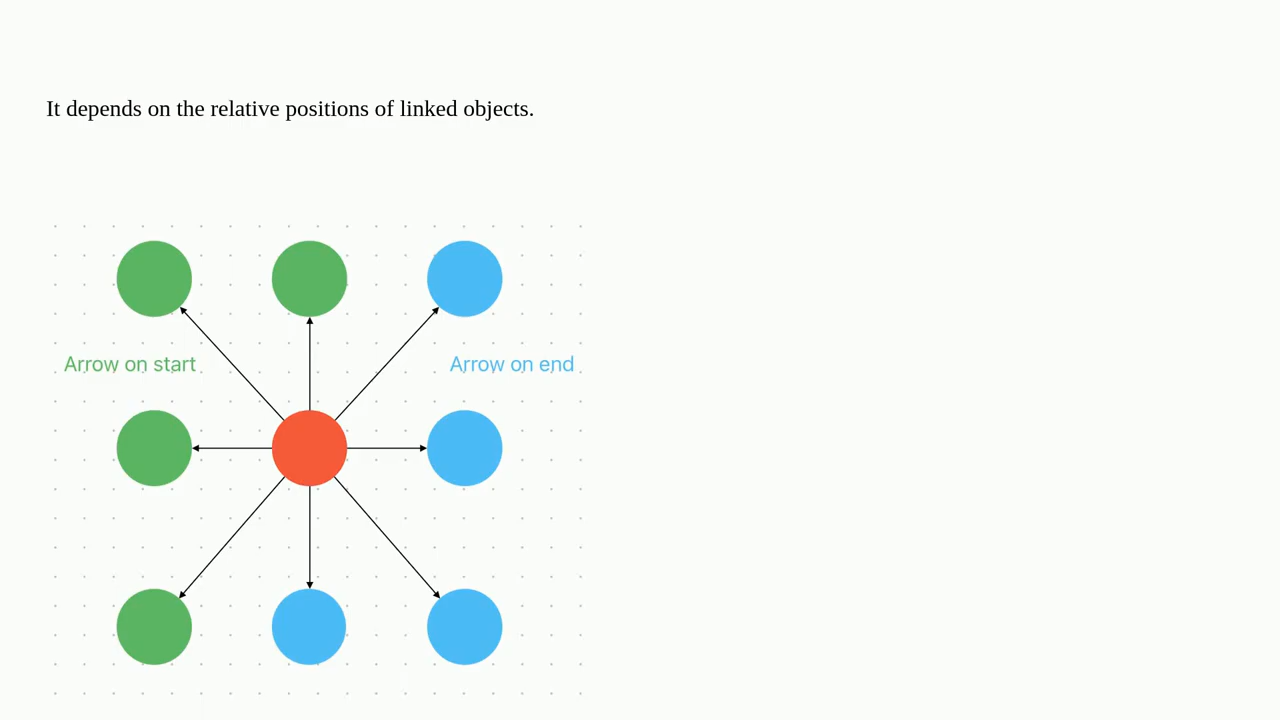 It depends on the relative positions of linked objects.
Arrow on start
Arrow on end